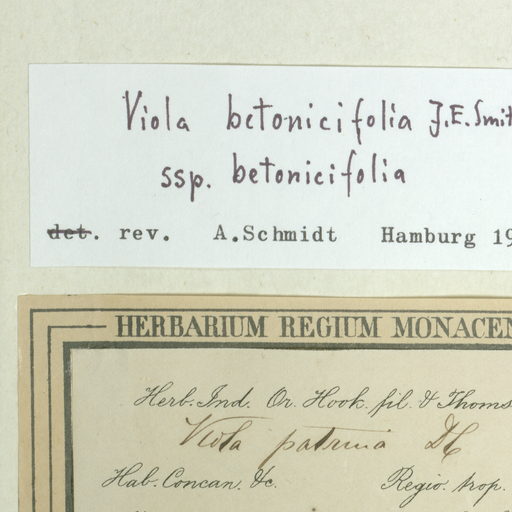 Viola betonicifolia J.E.Smit
ssp. betonicifolia
det. rev. A.Schmidt Hamburg 19
HERBARIUM REGIUM MONACEN
Herb. Ind. Or. Hook. fil. & Thoms
Viola patrinia DC
Hab. Concan. &c. Regio. trop.